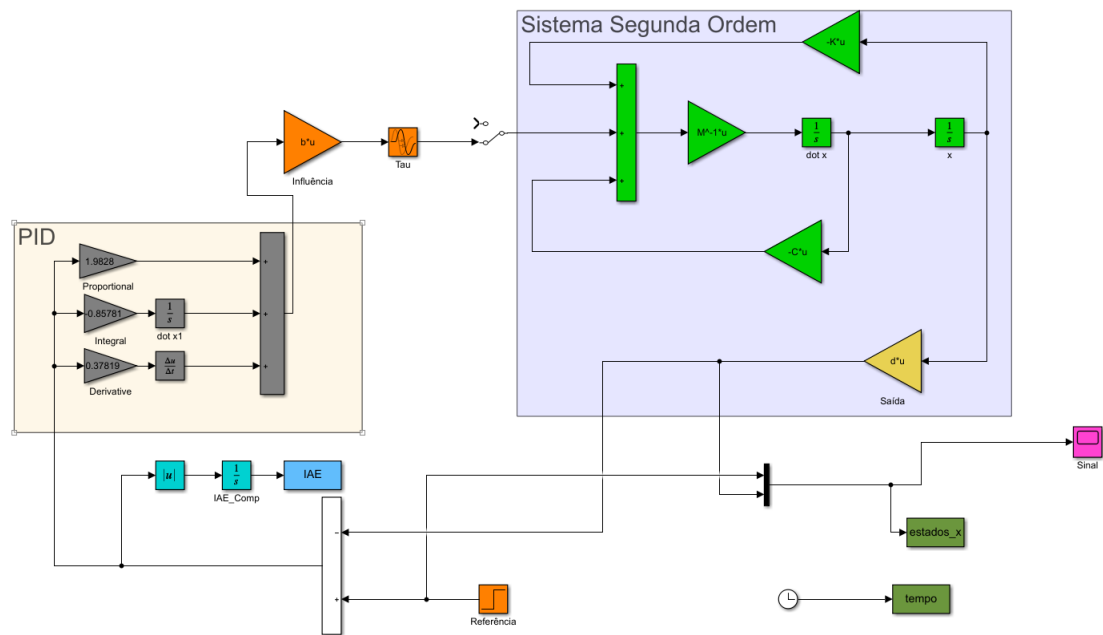 Sistema Segunda Ordem
-K*u
+
+
+
M^-1*u
1
s
dot x
1
s
x
-C*u
b*u
Influência
Tau
PID
1.9828
Proportional
-0.85781
Integral
1
s
dot x1
0.37819
Derivative
Δu
Δt
+
+
+
d*u
Saída
|u|
1
s
IAE_Comp
IAE
Sinal
estados_x
-
+
Referência
tempo